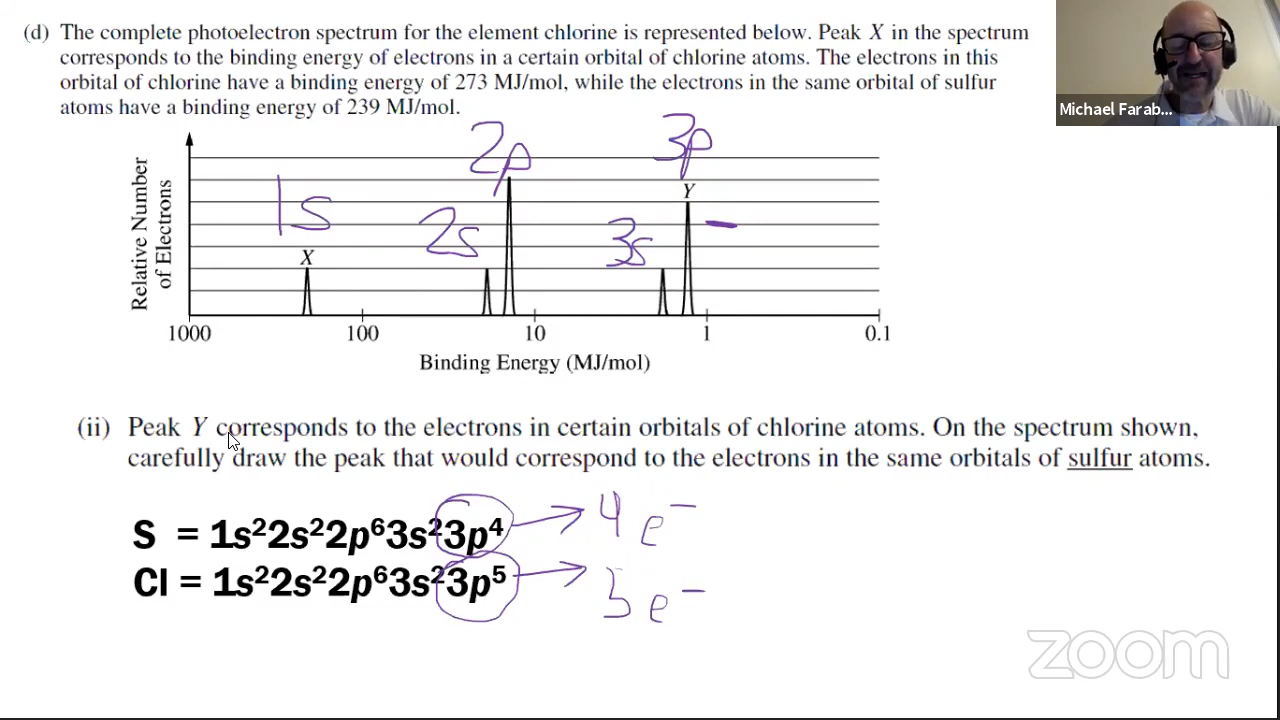 (d) The complete photoelectron spectrum for the element chlorine is represented below. Peak X in the spectrum
corresponds to the binding energy of electrons in a certain orbital of chlorine atoms. The electrons in this
orbital of chlorine have a binding energy of 273 MJ/mol, while the electrons in the same orbital of sulfur
atoms have a binding energy of 239 MJ/mol.
Michael Farab...
2p
3p
1s
2s
3s
X
Y
Relative Number
of Electrons
1000 100 10 1 0.1
Binding Energy (MJ/mol)
(ii) Peak Y corresponds to the electrons in certain orbitals of chlorine atoms. On the spectrum shown,
carefully draw the peak that would correspond to the electrons in the same orbitals of sulfur atoms.
S = 1s²2s²2p⁶3s²3p⁴ → 4 e⁻
Cl = 1s²2s²2p⁶3s²3p⁵ → 5 e⁻
zoom